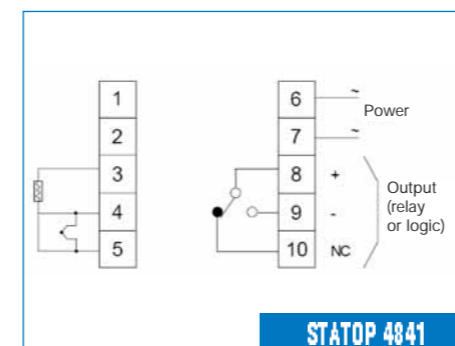 1
2
3
4
5
6 ~
Power
7 ~
8 +
9 -
10 NC
Output
(relay
or logic)
STATOP 4841